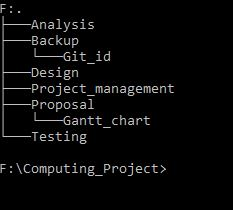 F:.
├───Analysis
├───Backup
│   └───Git_id
├───Design
├───Project_management
├───Proposal
│   └───Gantt_chart
└───Testing
F:\Computing_Project>